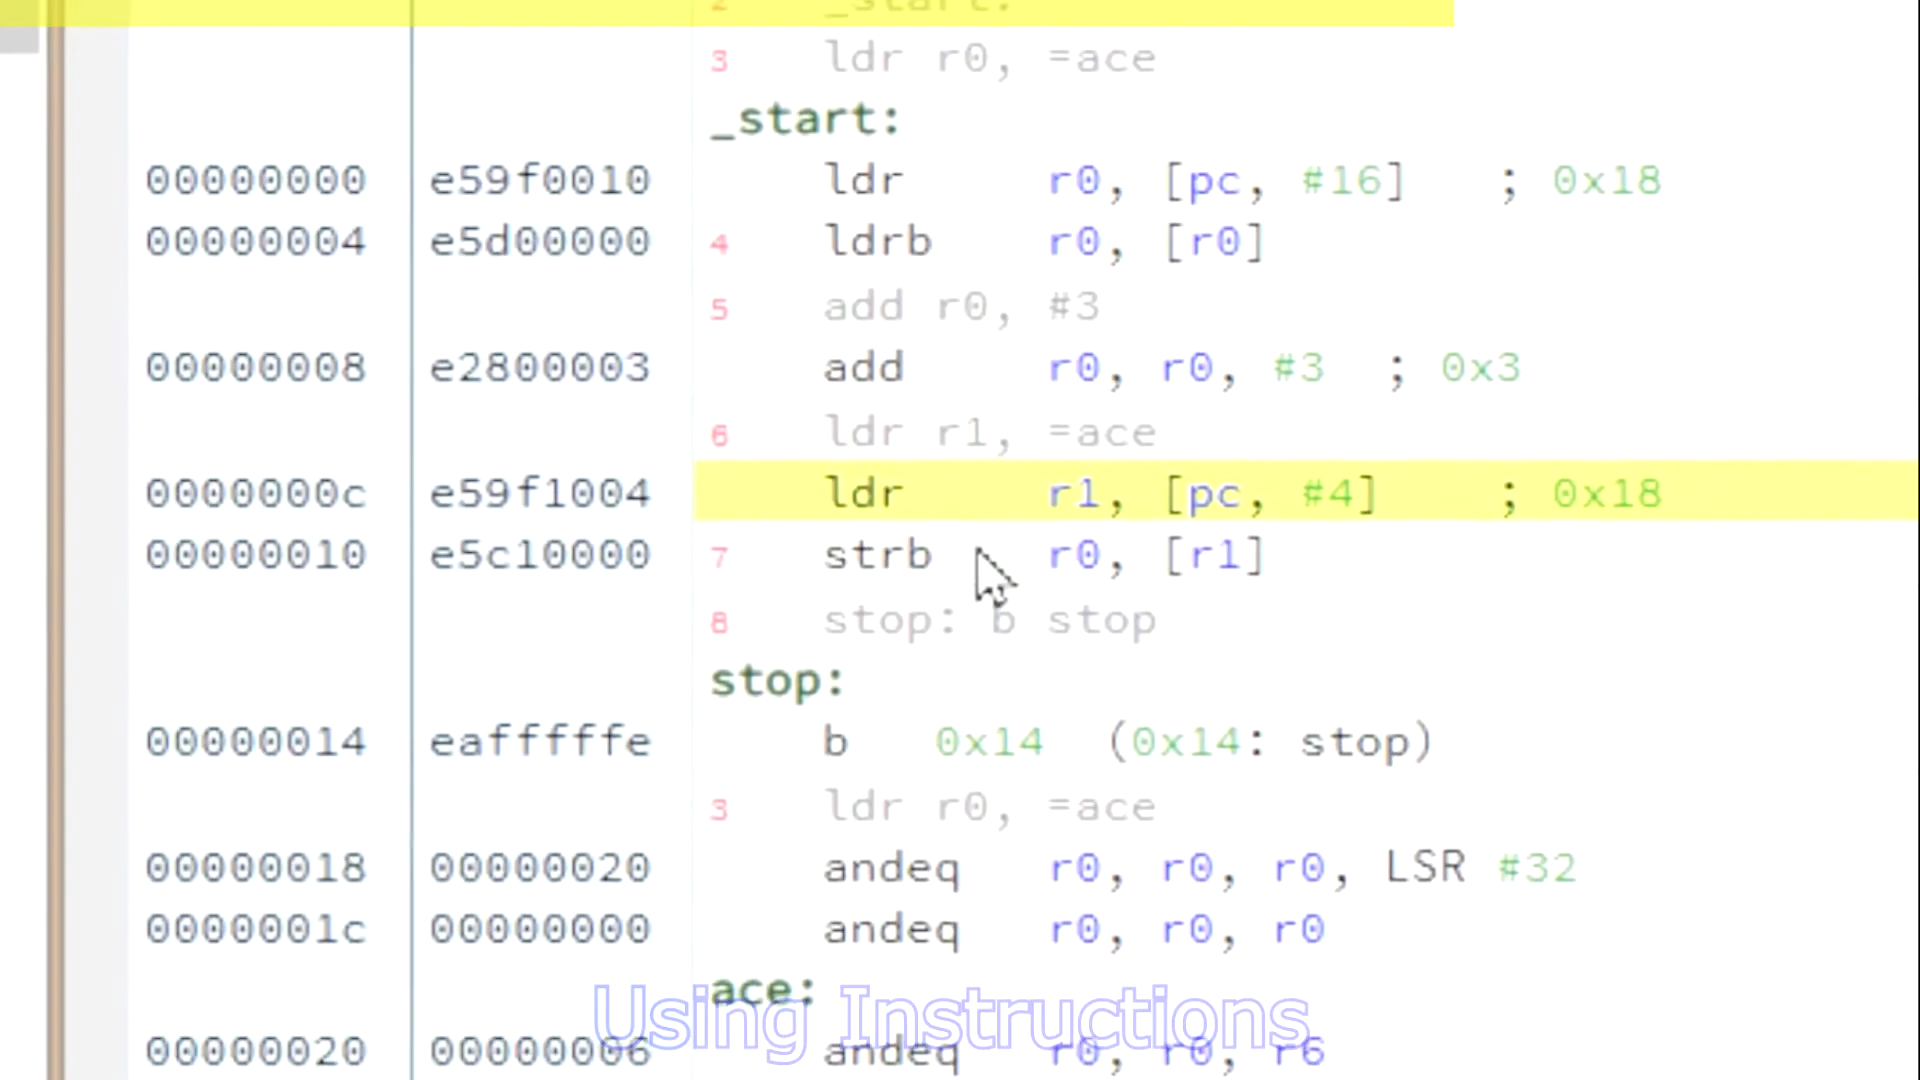 2 _start:
3 ldr r0, =ace
_start:
00000000 e59f0010 ldr r0, [pc, #16] ; 0x18
00000004 e5d00000 4 ldrb r0, [r0]
5 add r0, #3
00000008 e2800003 add r0, r0, #3 ; 0x3
6 ldr r1, =ace
0000000c e59f1004 ldr r1, [pc, #4] ; 0x18
00000010 e5c10000 7 strb r0, [r1]
8 stop: b stop
stop:
00000014 eafffffe b 0x14 (0x14: stop)
3 ldr r0, =ace
00000018 00000020 andeq r0, r0, r0, LSR #32
0000001c 00000000 andeq r0, r0, r0
ace:
00000020 00000006 andeq r0, r0, r6
Using Instructions